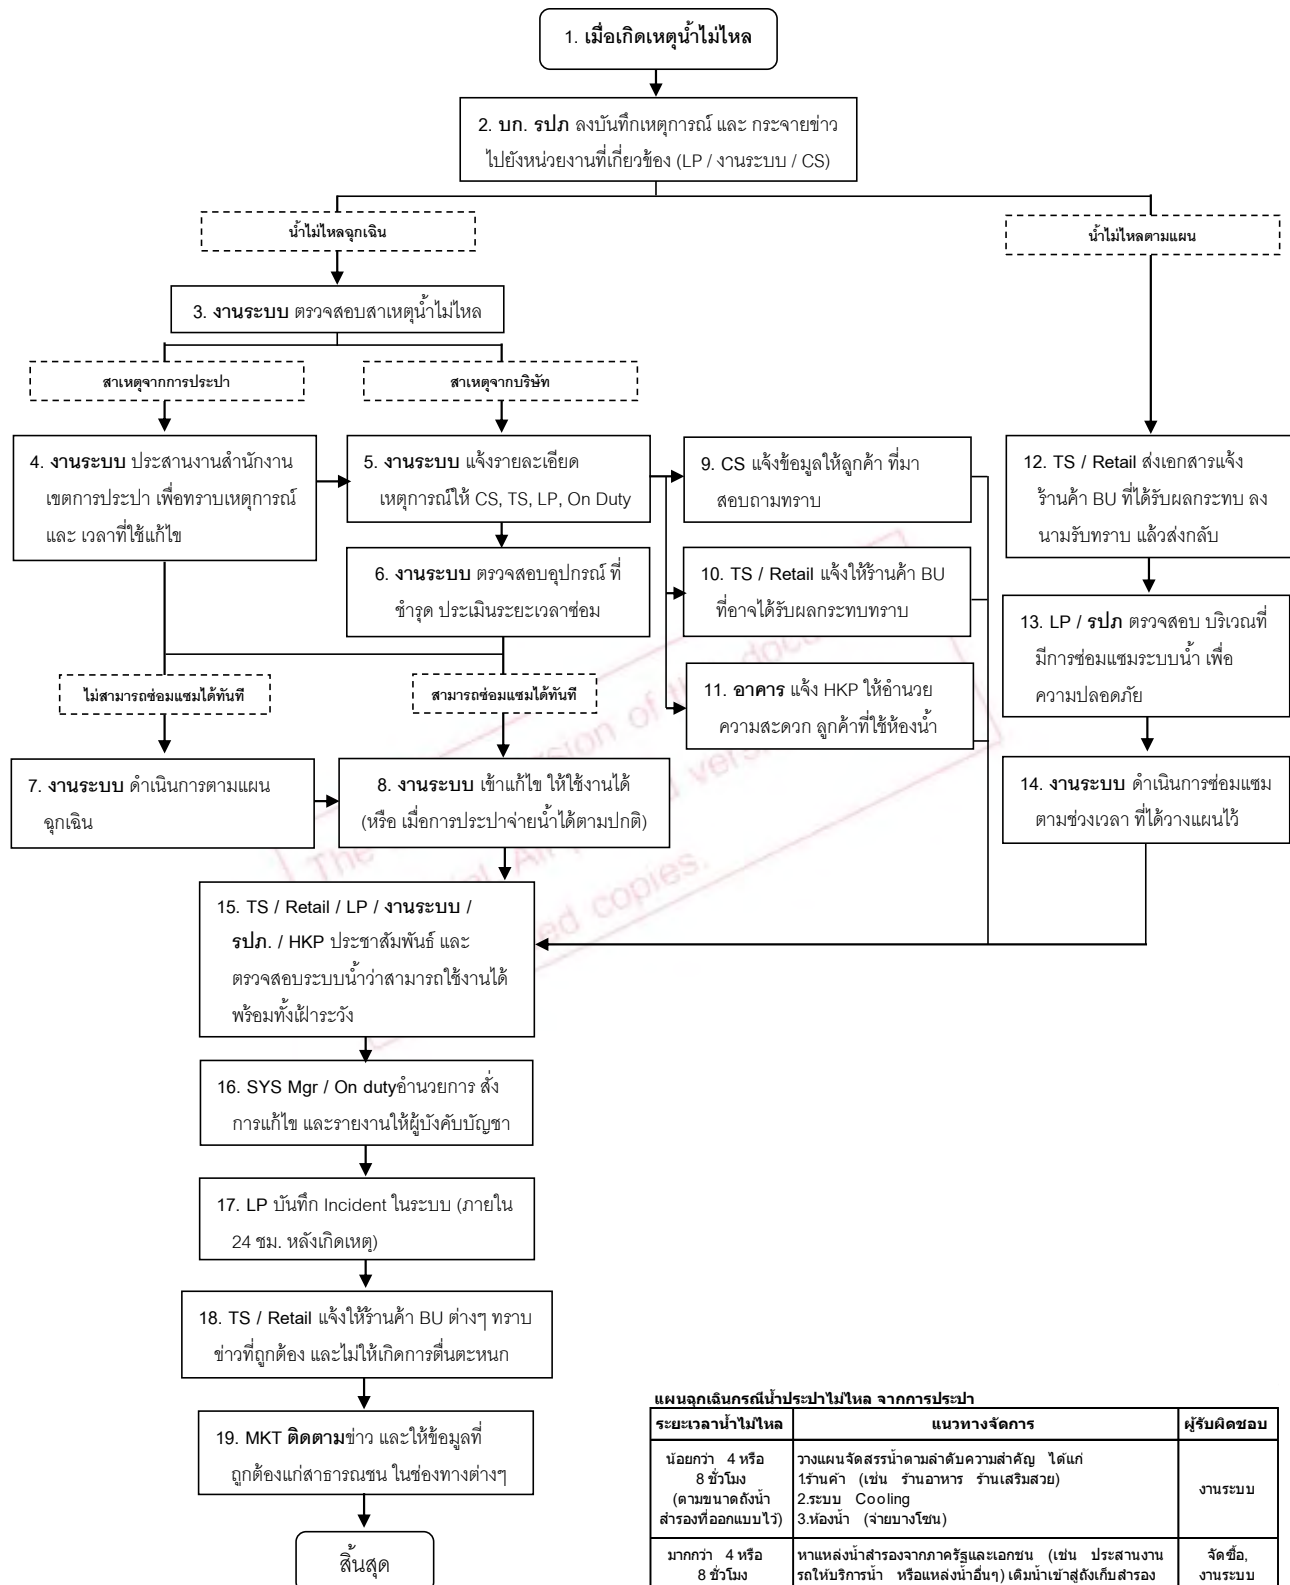 1. เมื่อเกิดเหตุน้ำไม่ไหล
2. บก. รปภ ลงบันทึกเหตุการณ์ และ กระจายข่าว
ไปยังหน่วยงานที่เกี่ยวข้อง (LP / งานระบบ / CS)
น้ำไม่ไหลฉุกเฉิน
น้ำไม่ไหลตามแผน
3. งานระบบ ตรวจสอบสาเหตุน้ำไม่ไหล
สาเหตุจากการประปา
สาเหตุจากบริษัท
4. งานระบบ ประสานงานสำนักงาน
เขตการประปา เพื่อทราบเหตุการณ์
และ เวลาที่ใช้แก้ไข
5. งานระบบ แจ้งรายละเอียด
เหตุการณ์ให้ CS, TS, LP, On Duty
9. CS แจ้งข้อมูลให้ลูกค้า ที่มา
สอบถามทราบ
12. TS / Retail ส่งเอกสารแจ้ง
ร้านค้า BU ที่ได้รับผลกระทบ ลง
นามรับทราบ แล้วส่งกลับ
6. งานระบบ ตรวจสอบอุปกรณ์ ที่
ชำรุด ประเมินระยะเวลาซ่อม
10. TS / Retail แจ้งให้ร้านค้า BU
ที่อาจได้รับผลกระทบทราบ
13. LP / รปภ ตรวจสอบ บริเวณที่
มีการซ่อมแซมระบบน้ำ เพื่อ
ความปลอดภัย
ไม่สามารถซ่อมแซมได้ทันที
สามารถซ่อมแซมได้ทันที
11. อาคาร แจ้ง HKP ให้อำนวย
ความสะดวก ลูกค้าที่ใช้ห้องน้ำ
7. งานระบบ ดำเนินการตามแผน
ฉุกเฉิน
8. งานระบบ เข้าแก้ไข ให้ใช้งานได้
(หรือ เมื่อการประปาจ่ายน้ำได้ตามปกติ)
14. งานระบบ ดำเนินการซ่อมแซม
ตามช่วงเวลา ที่ได้วางแผนไว้
15. TS / Retail / LP / งานระบบ /
รปภ. / HKP ประชาสัมพันธ์ และ
ตรวจสอบระบบน้ำว่าสามารถใช้งานได้
พร้อมทั้งเฝ้าระวัง
16. SYS Mgr / On dutyอำนวยการ สั่ง
การแก้ไข และรายงานให้ผู้บังคับบัญชา
17. LP บันทึก Incident ในระบบ (ภายใน
24 ชม. หลังเกิดเหตุ)
18. TS / Retail แจ้งให้ร้านค้า BU ต่างๆ ทราบ
ข่าวที่ถูกต้อง และไม่ให้เกิดการตื่นตะหนก
19. MKT ติดตามข่าว และให้ข้อมูลที่
ถูกต้องแก่สาธารณชน ในช่องทางต่างๆ
สิ้นสุด
แผนฉุกเฉินกรณีน้ำประปาไม่ไหล จากการประปา
ระยะเวลาน้ำไม่ไหล แนวทางจัดการ ผู้รับผิดชอบ
น้อยกว่า 4 หรือ
8 ชั่วโมง
(ตามขนาดถังน้ำ
สำรองที่ออกแบบไว้)
วางแผนจัดสรรน้ำตามลำดับความสำคัญ ได้แก่
1ร้านค้า (เช่น ร้านอาหาร ร้านเสริมสวย)
2.ระบบ Cooling
3.ห้องน้ำ (จ่ายบางโซน)
งานระบบ
มากกว่า 4 หรือ
8 ชั่วโมง
หาแหล่งน้ำสำรองจากภาครัฐและเอกชน (เช่น ประสานงาน
รถให้บริการน้ำ หรือแหล่งน้ำอื่นๆ) เติมน้ำเข้าสู่ถังเก็บสำรอง
จัดซื้อ,
งานระบบ